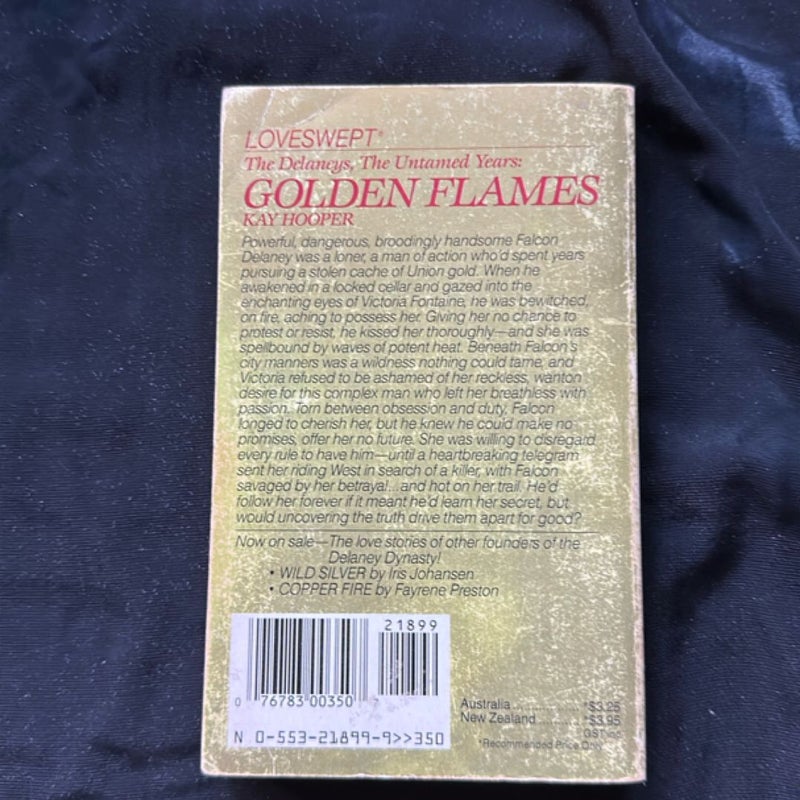 LOVESWEPT®
The Delaneys, The Untamed Years:
GOLDEN FLAMES
KAY HOOPER
Powerful, dangerous, broodingly handsome Falcon
Delaney was a loner, a man of action who'd spent years
pursuing a stolen cache of Union gold. When he
awakened in a locked cellar and gazed into the
enchanting eyes of Victoria Fontaine, he was bewitched,
on fire, aching to possess her. Giving her no chance to
protest or resist, he kissed her thoroughly—and she was
spellbound by waves of potent heat. Beneath Falcon's
city manners was a wildness nothing could tame, and
Victoria refused to be ashamed of her reckless, wanton
desire for this complex man who left her breathless with
passion. Torn between obsession and duty, Falcon
longed to cherish her, but he knew he could make no
promises, offer her no future. She was willing to disregard
every rule to have him—until a heartbreaking telegram
sent her riding West in search of a killer, with Falcon
savaged by her betrayal...and hot on her trail. He'd
follow her forever if it meant he'd learn her secret, but
would uncovering the truth drive them apart for good?
Now on sale—The love stories of other founders of the
Delaney Dynasty!
• WILD SILVER by Iris Johansen
• COPPER FIRE by Fayrene Preston
21899
0 76783 00350 7
N 0-553-21899-9>>350
Australia ................ *$3.25
New Zealand .......... *$3.95
GST inc.
*Recommended Price Only